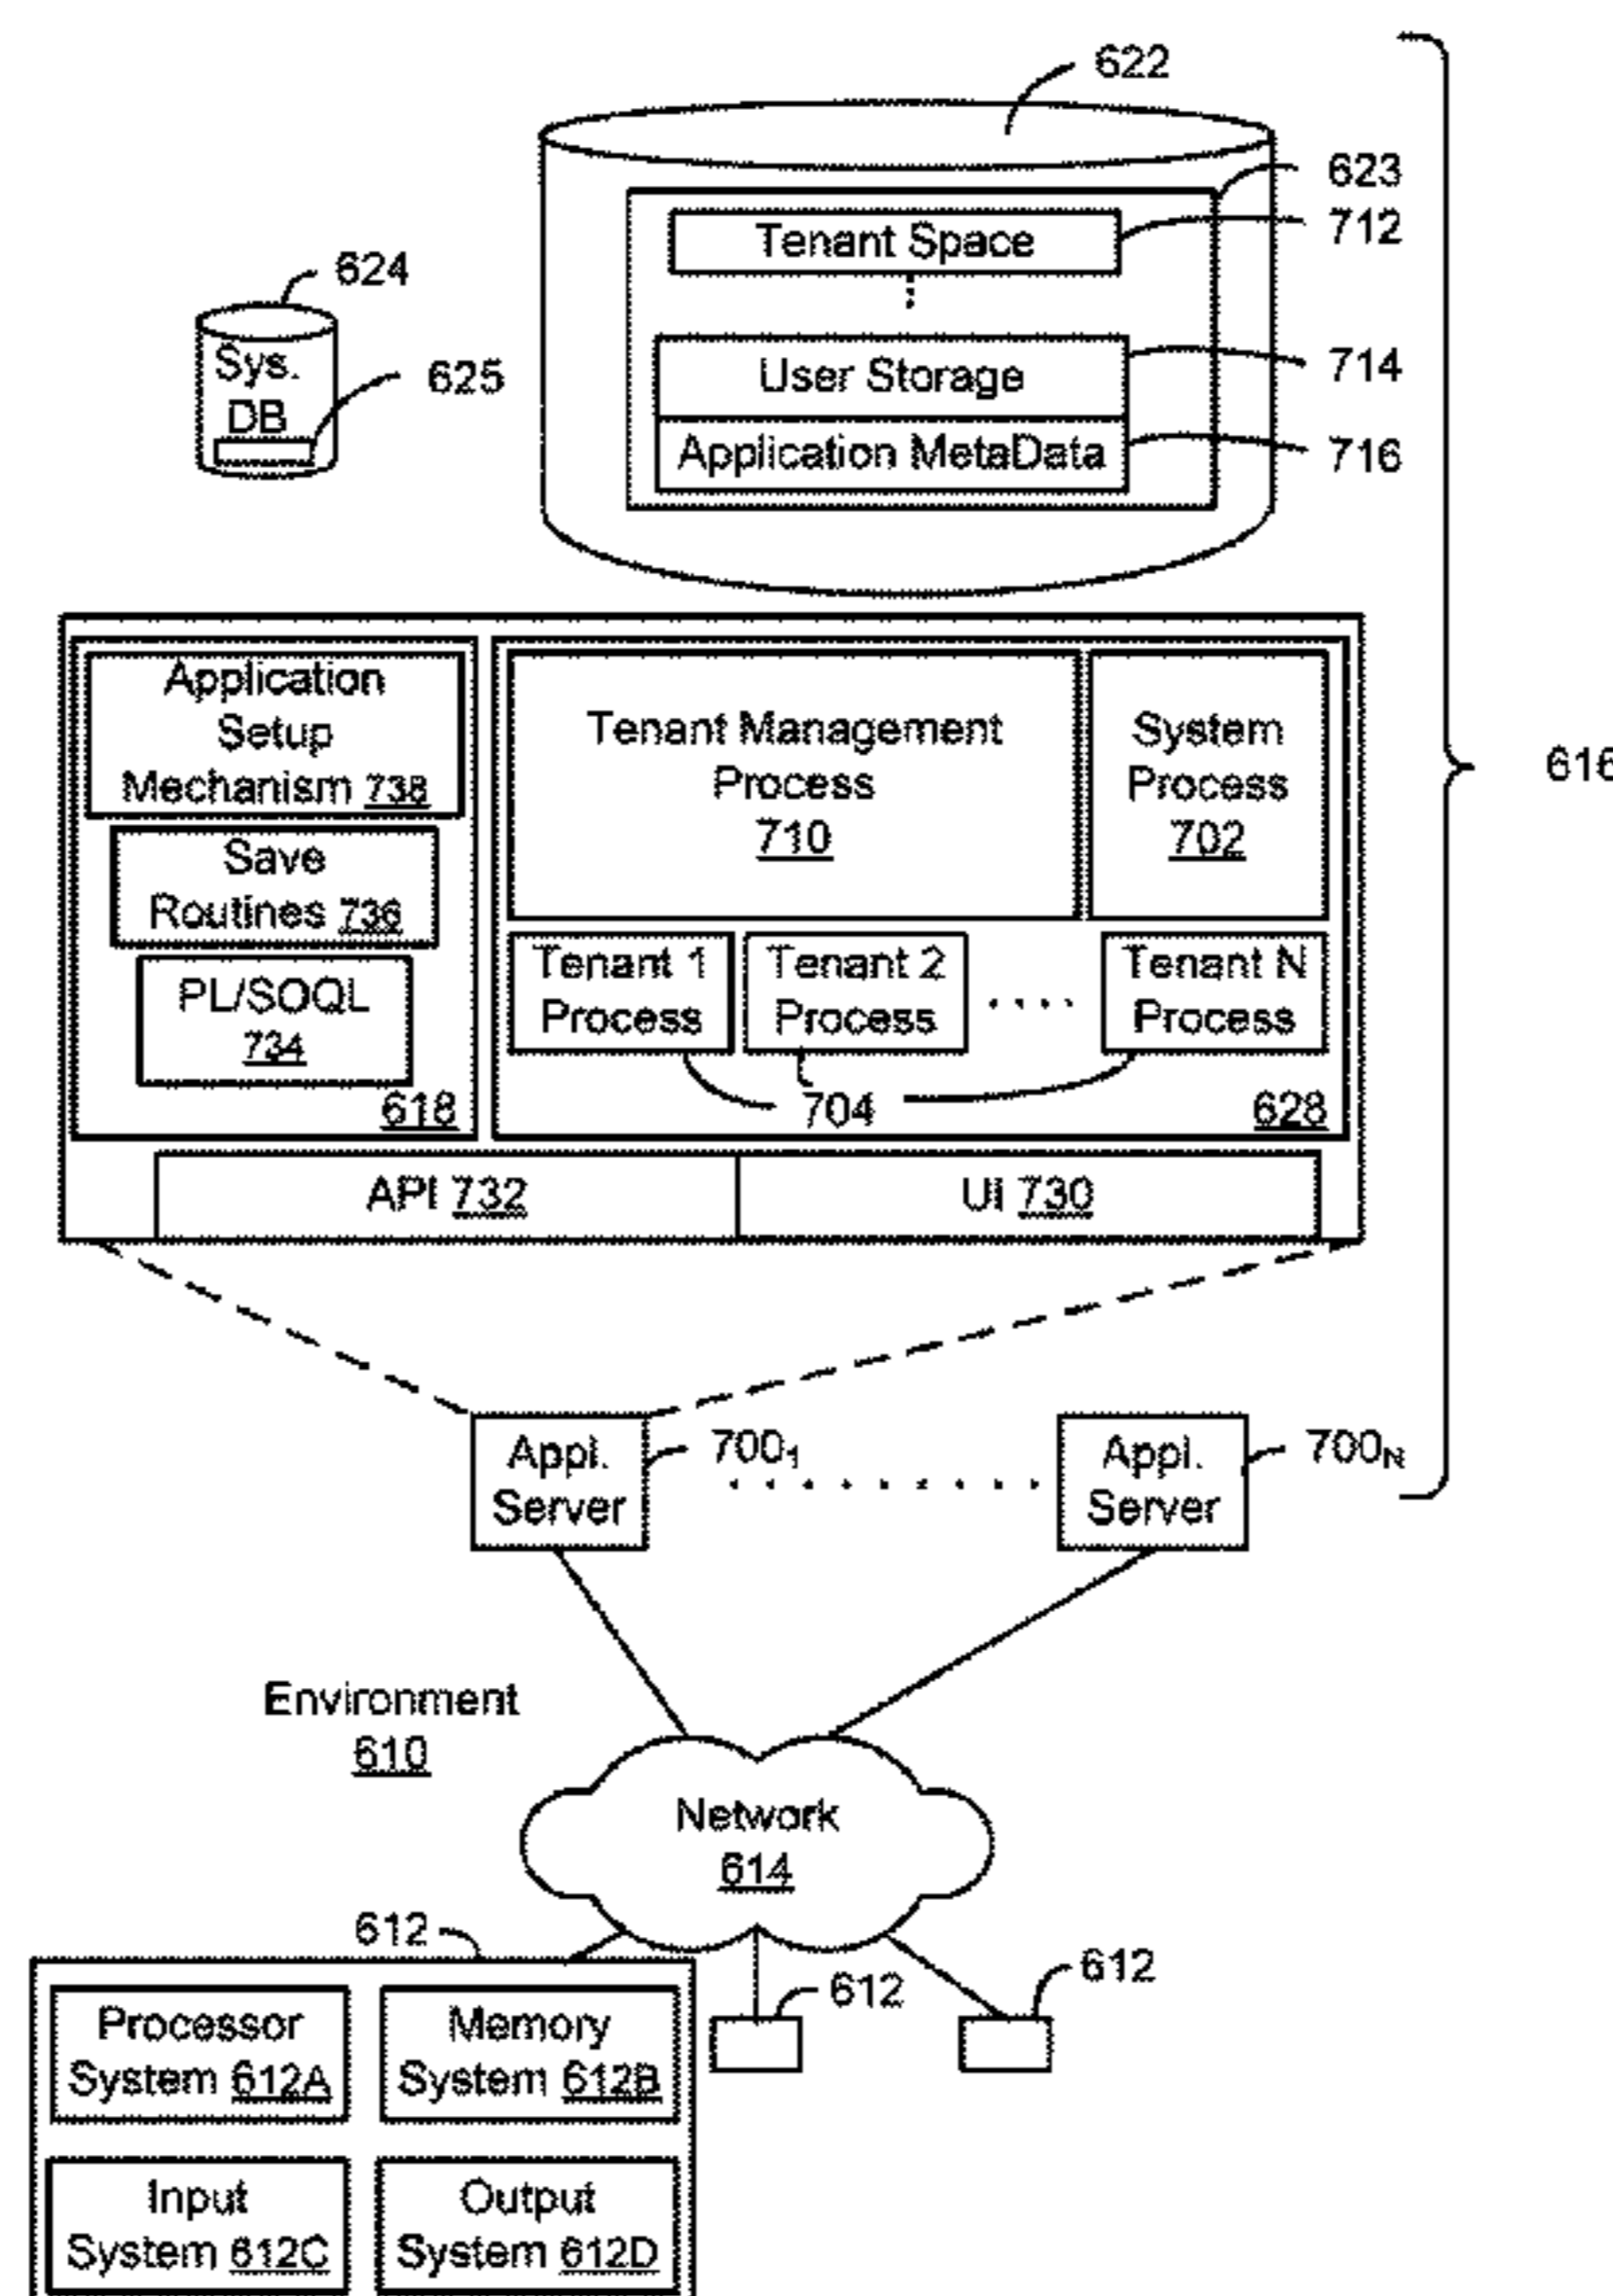 622
623
Tenant Space
712
624
Sys.
DB
625
User Storage
714
Application MetaData
716
Application
Setup
Mechanism 738
Tenant Management
Process
710
System
Process
702
616
Save
Routines 736
PL/SOQL
734
618
Tenant 1
Process
Tenant 2
Process
Tenant N
Process
704
628
API 732
UI 730
Appl.
Server
700₁
Appl.
Server
700ₙ
Environment
610
Network
614
612
612
612
Processor
System 612A
Memory
System 612B
Input
System 612C
Output
System 612D